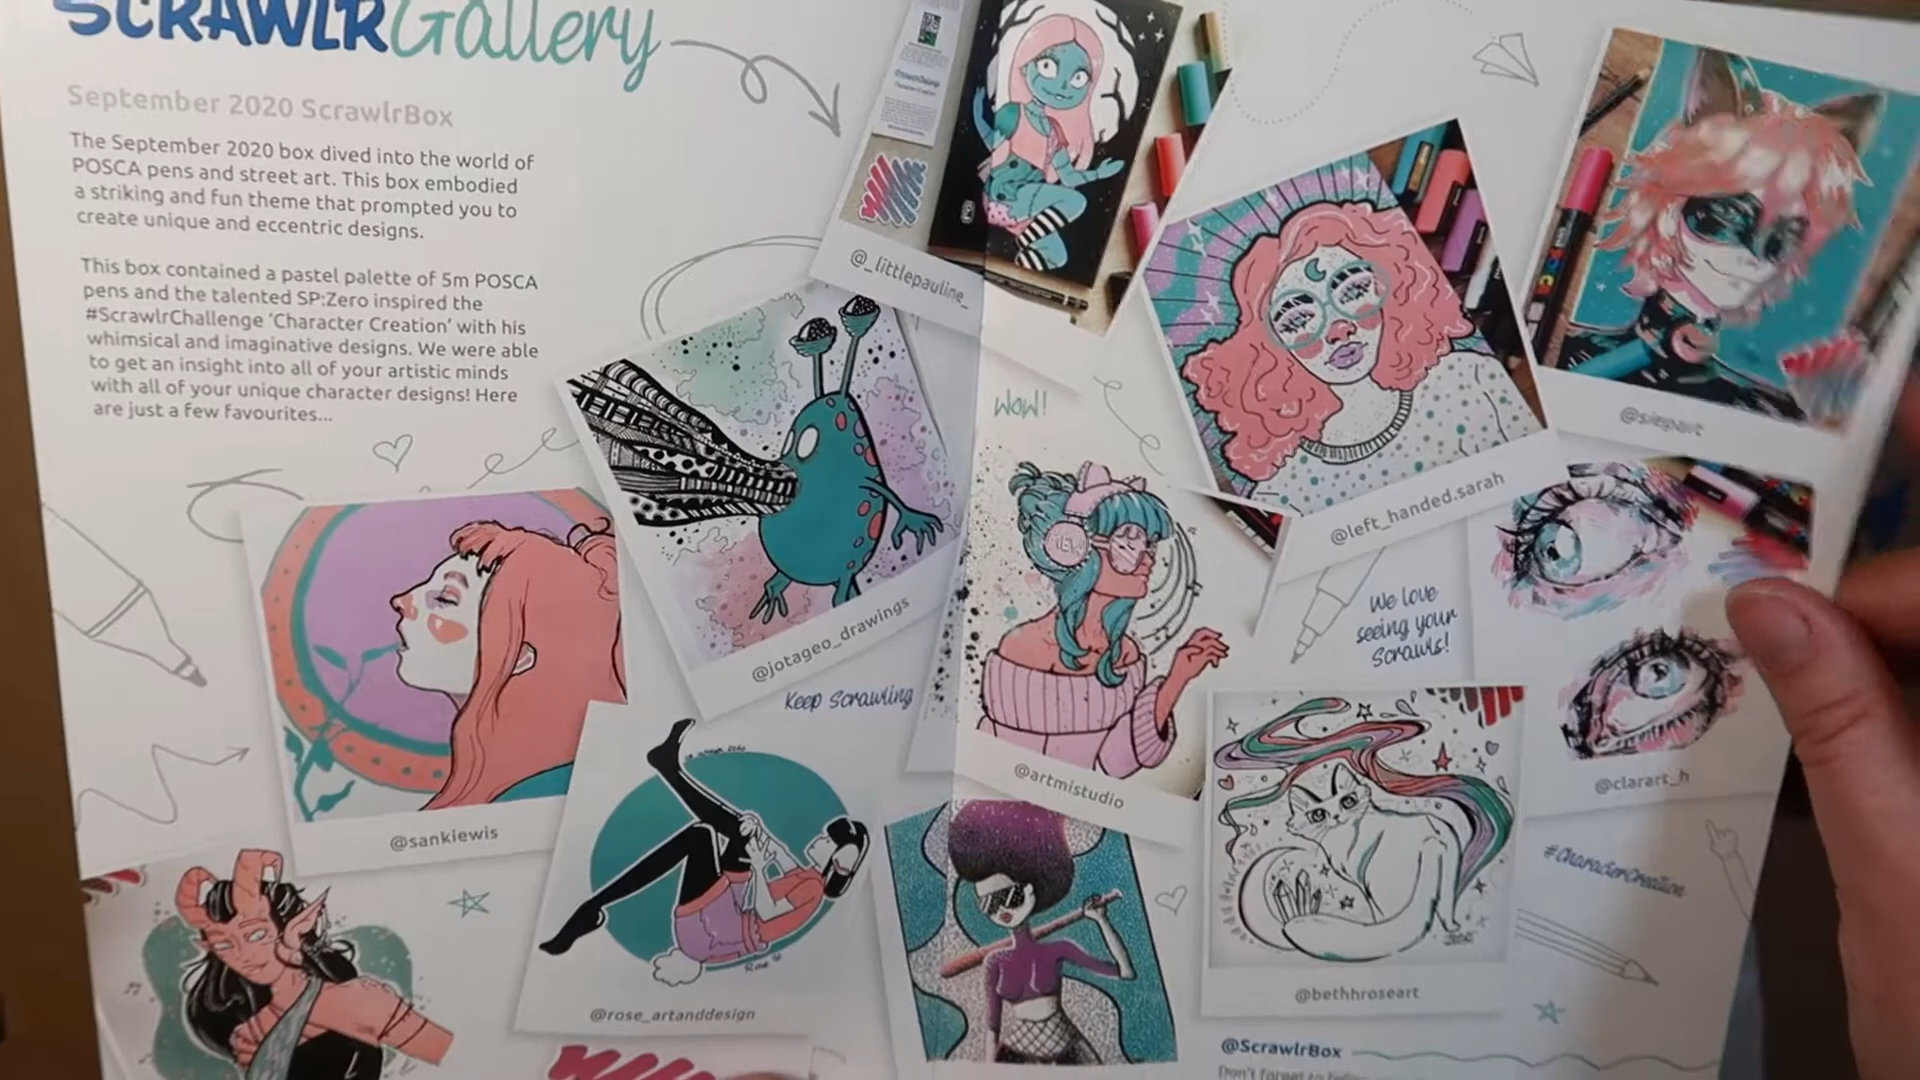 SCRAWLRGallery
September 2020 ScrawlrBox
The September 2020 box dived into the world of
POSCA pens and street art. This box embodied
a striking and fun theme that prompted you to
create unique and eccentric designs.
This box contained a pastel palette of 5m POSCA
pens and the talented SP:Zero inspired the
#ScrawlrChallenge ‘Character Creation’ with his
whimsical and imaginative designs. We were able
to get an insight into all of your artistic minds
with all of your unique character designs! Here
are just a few favourites...
@_littlepauline_
Wow!
@left_handed.sarah
@jotageo_drawings
Keep Scrawling
We love
seeing your
Scrawls!
@artmistudio
@clarart_h
@sankiewis
#CharacterCreation
@rose_artanddesign
@bethhroseart
@ScrawlrBox
Don't forget to